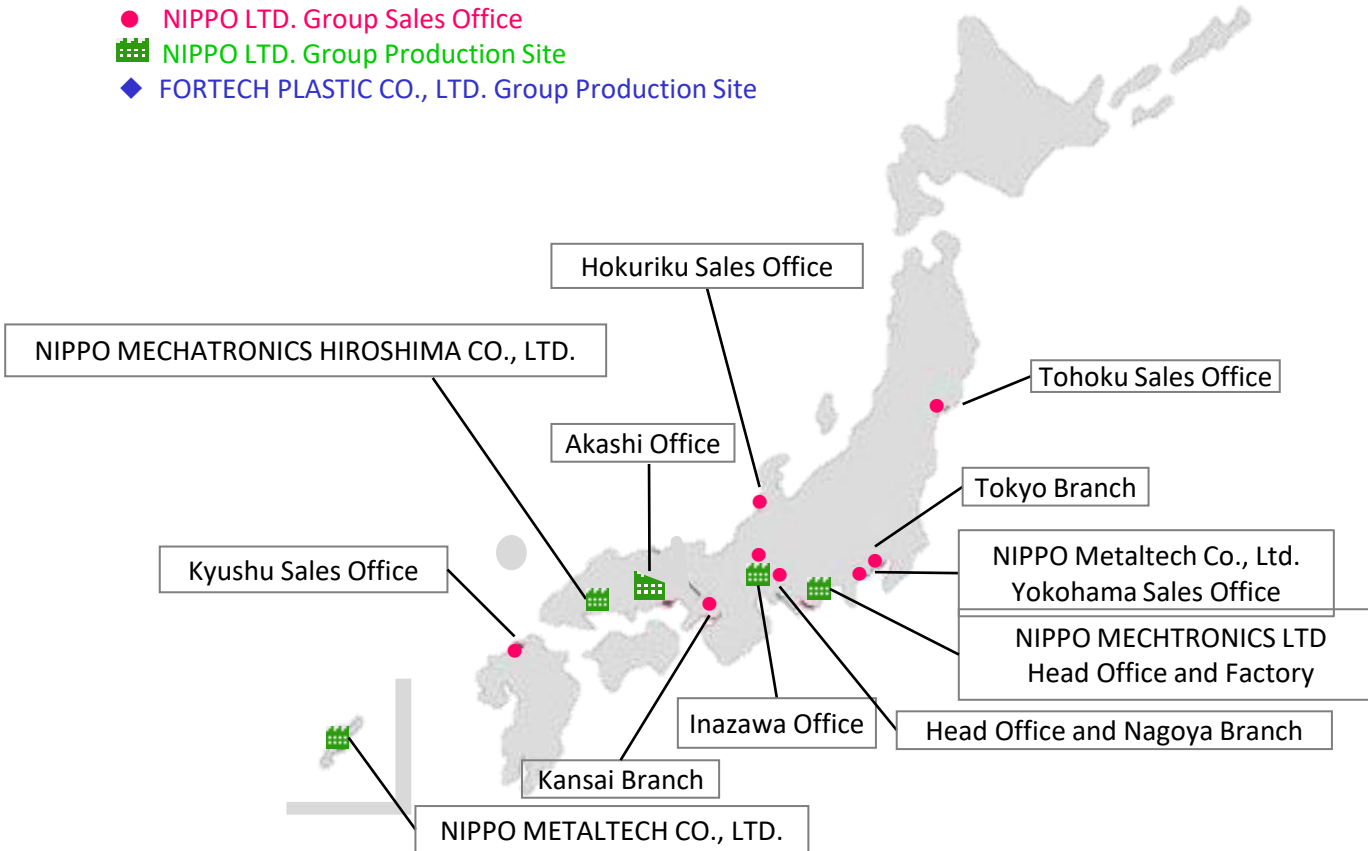 NIPPO LTD. Group Sales Office
NIPPO LTD. Group Production Site
FORTECH PLASTIC CO., LTD. Group Production Site
Hokuriku Sales Office
NIPPO MECHATRONICS HIROSHIMA CO., LTD.
Tohoku Sales Office
Akashi Office
Tokyo Branch
Kyushu Sales Office
NIPPO Metaltech Co., Ltd.
Yokohama Sales Office
NIPPO MECHTRONICS LTD
Head Office and Factory
Inazawa Office
Head Office and Nagoya Branch
Kansai Branch
NIPPO METALTECH CO., LTD.